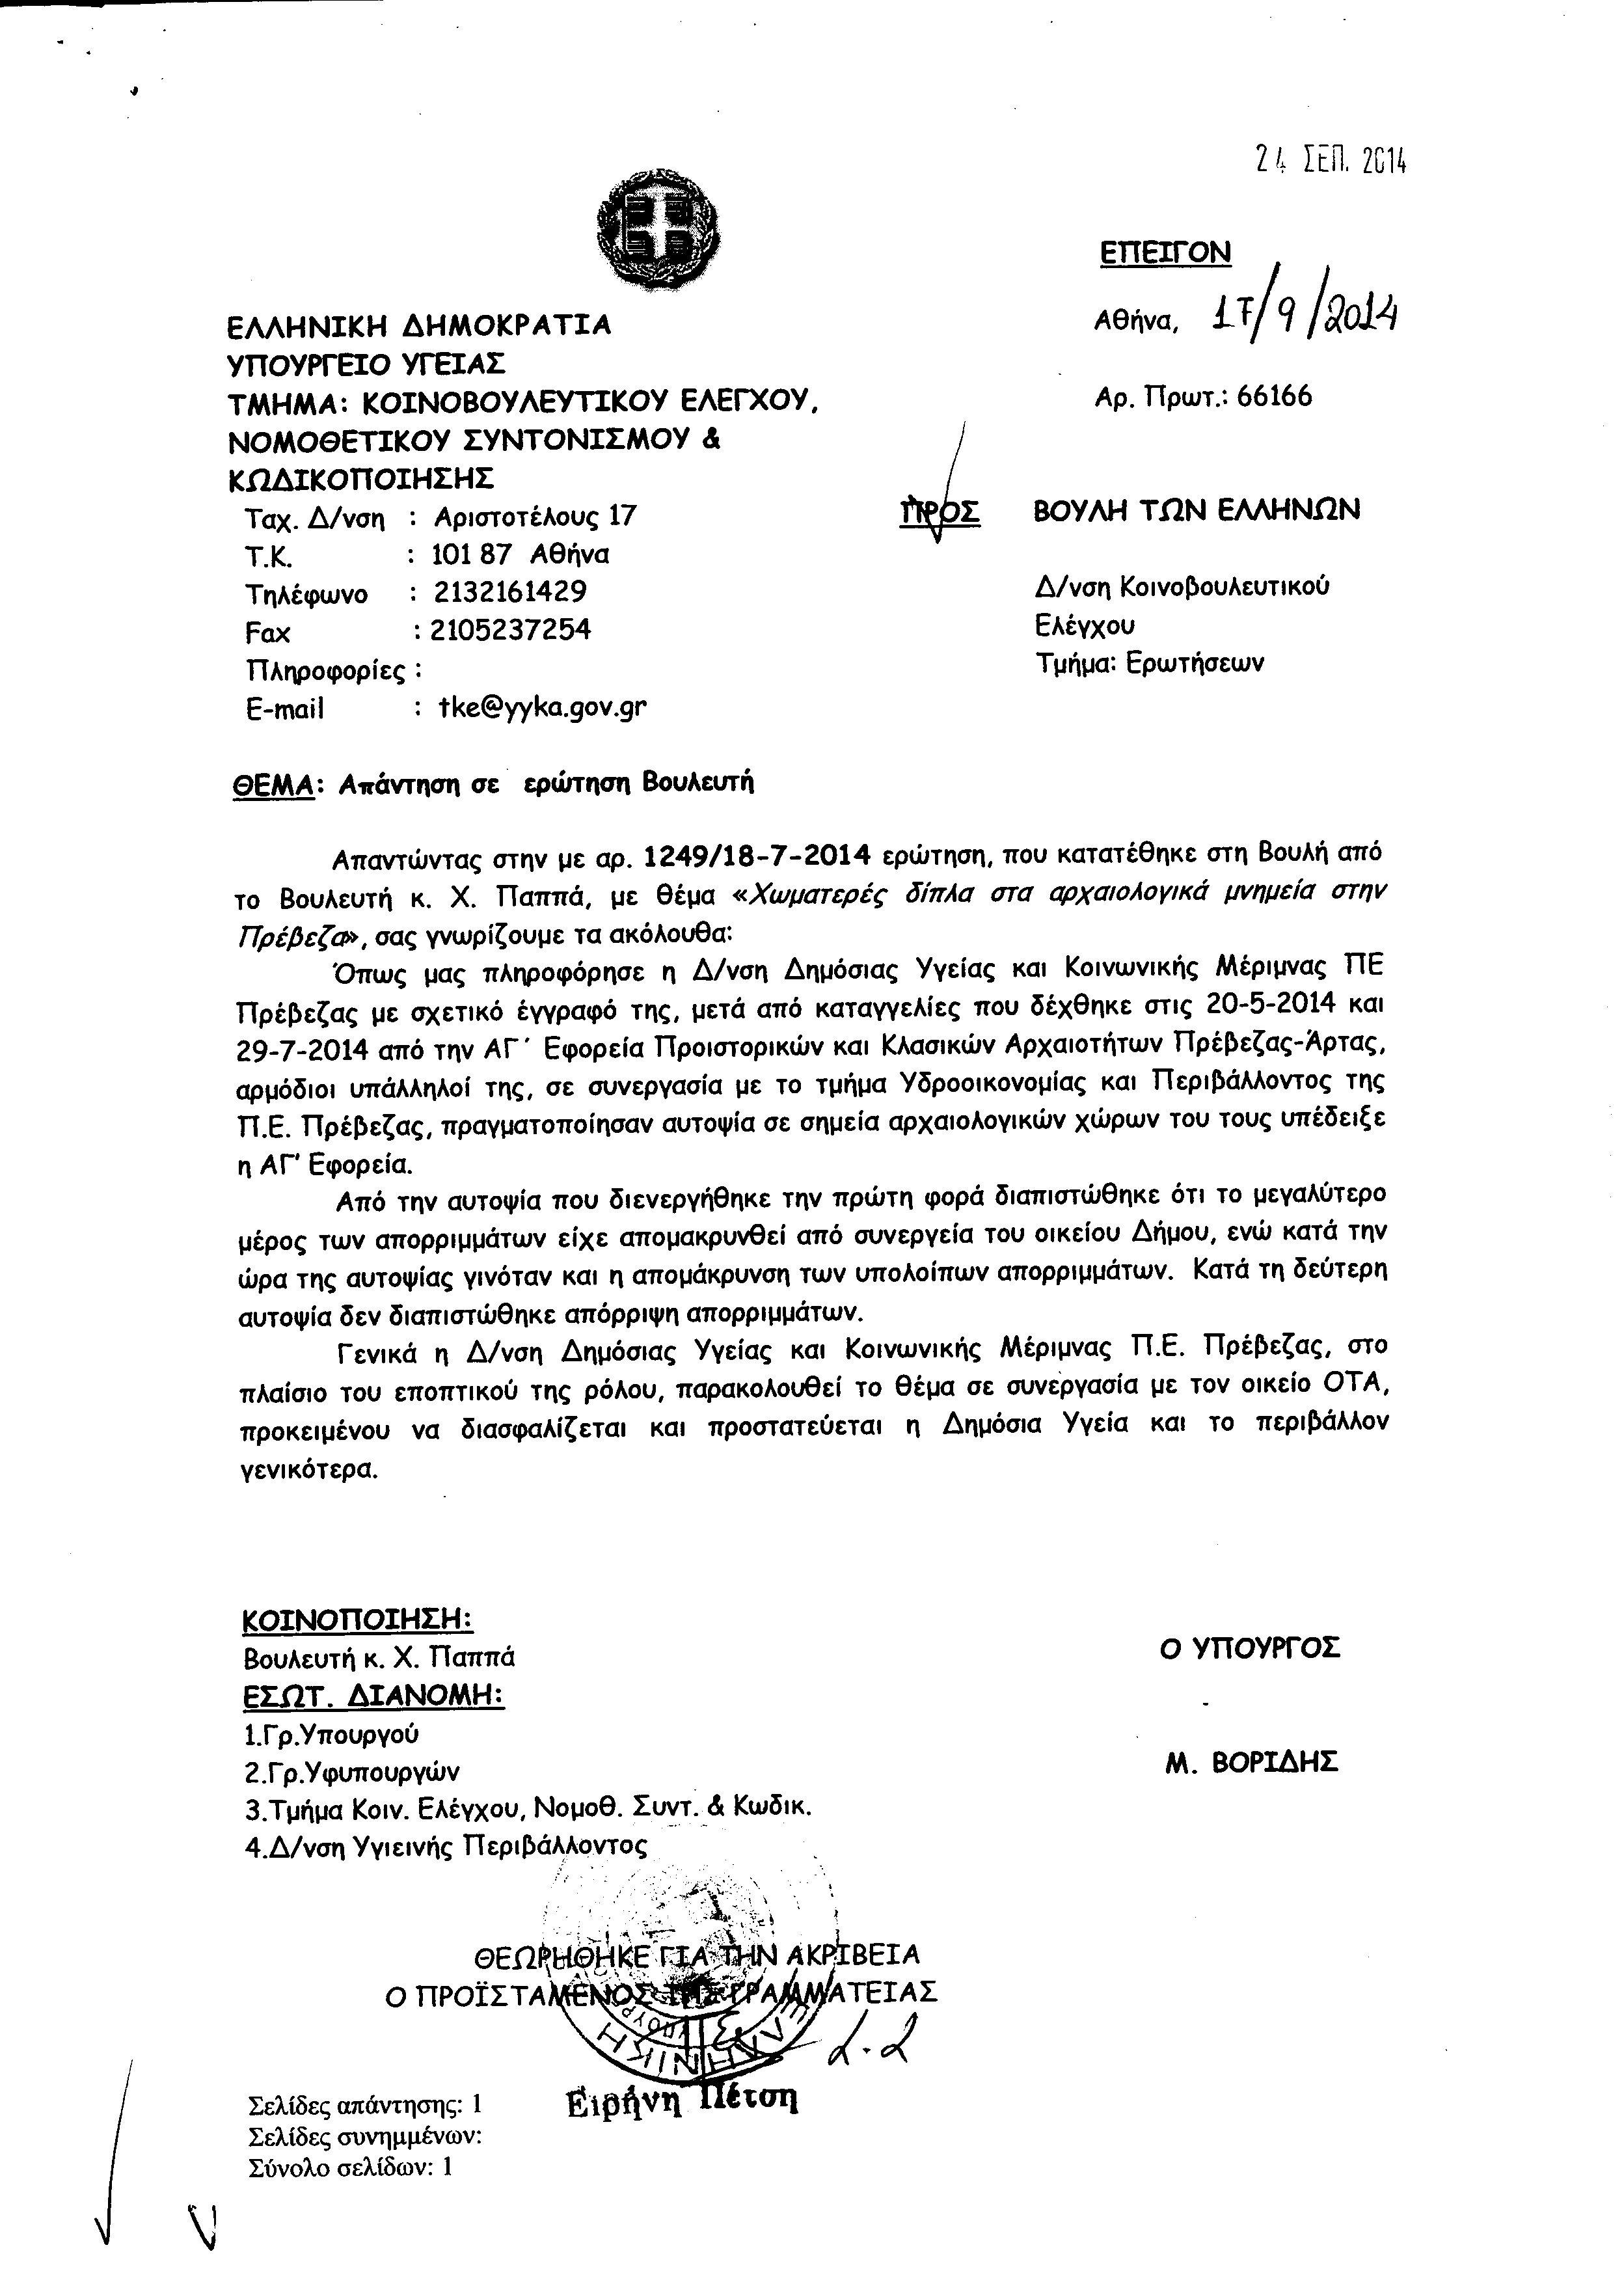 24 ΣΕΠ. 2014
ΕΠΕΙΓΟΝ
Αθήνα, 17/9/2014
Αρ. Πρωτ.: 66166
ΕΛΛΗΝΙΚΗ ΔΗΜΟΚΡΑΤΙΑ
ΥΠΟΥΡΓΕΙΟ ΥΓΕΙΑΣ
ΤΜΗΜΑ: ΚΟΙΝΟΒΟΥΛΕΥΤΙΚΟΥ ΕΛΕΓΧΟΥ,
ΝΟΜΟΘΕΤΙΚΟΥ ΣΥΝΤΟΝΙΣΜΟΥ &
ΚΩΔΙΚΟΠΟΙΗΣΗΣ
Ταχ. Δ/νση : Αριστοτέλους 17
Τ.Κ. : 101 87 Αθήνα
Τηλέφωνο : 2132161429
Fax : 2105237254
Πληροφορίες :
E-mail : tke@yyka.gov.gr
ΠΡΟΣ ΒΟΥΛΗ ΤΩΝ ΕΛΛΗΝΩΝ
Δ/νση Κοινοβουλευτικού
Ελέγχου
Τμήμα: Ερωτήσεων
ΘΕΜΑ: Απάντηση σε ερώτηση Βουλευτή
Απαντώντας στην με αρ. 1249/18-7-2014 ερώτηση, που κατατέθηκε στη Βουλή από
το Βουλευτή κ. Χ. Παππά, με θέμα «Χωματερές δίπλα στα αρχαιολογικά μνημεία στην
Πρέβεζα», σας γνωρίζουμε τα ακόλουθα:
Όπως μας πληροφόρησε η Δ/νση Δημόσιας Υγείας και Κοινωνικής Μέριμνας ΠΕ
Πρέβεζας με σχετικό έγγραφό της, μετά από καταγγελίες που δέχθηκε στις 20-5-2014 και
29-7-2014 από την ΛΓ' Εφορεία Προιστορικών και Κλασικών Αρχαιοτήτων Πρέβεζας-Άρτας,
αρμόδιοι υπάλληλοί της, σε συνεργασία με το τμήμα Υδροοικονομίας και Περιβάλλοντος της
Π.Ε. Πρέβεζας, πραγματοποίησαν αυτοψία σε σημεία αρχαιολογικών χώρων του τους υπέδειξε
η ΛΓ' Εφορεία.
Από την αυτοψία που διενεργήθηκε την πρώτη φορά διαπιστώθηκε ότι το μεγαλύτερο
μέρος των απορριμμάτων είχε απομακρυνθεί από συνεργεία του οικείου Δήμου, ενώ κατά την
ώρα της αυτοψίας γινόταν και η απομάκρυνση των υπολοίπων απορριμμάτων. Κατά τη δεύτερη
αυτοψία δεν διαπιστώθηκε απόρριψη απορριμμάτων.
Γενικά η Δ/νση Δημόσιας Υγείας και Κοινωνικής Μέριμνας Π.Ε. Πρέβεζας, στο
πλαίσιο του εποπτικού της ρόλου, παρακολουθεί το θέμα σε συνεργασία με τον οικείο ΟΤΑ,
προκειμένου να διασφαλίζεται και προστατεύεται η Δημόσια Υγεία και το περιβάλλον
γενικότερα.
ΚΟΙΝΟΠΟΙΗΣΗ:
Βουλευτή κ. Χ. Παππά
ΕΣΩΤ. ΔΙΑΝΟΜΗ:
1.Γρ.Υπουργού
2.Γρ.Υφυπουργών
3.Τμήμα Κοιν. Ελέγχου, Νομοθ. Συντ. & Κωδικ.
4.Δ/νση Υγιεινής Περιβάλλοντος
Ο ΥΠΟΥΡΓΟΣ
Μ. ΒΟΡΙΔΗΣ
ΘΕΩΡΗΘΗΚΕ ΓΙΑ ΤΗΝ ΑΚΡΙΒΕΙΑ
Ο ΠΡΟΪΣΤΑΜΕΝΟΣ ΤΗΣ ΓΡΑΜΜΑΤΕΙΑΣ
Ειρήνη Πέτση
Σελίδες απάντησης: 1
Σελίδες συνημμένων:
Σύνολο σελίδων: 1